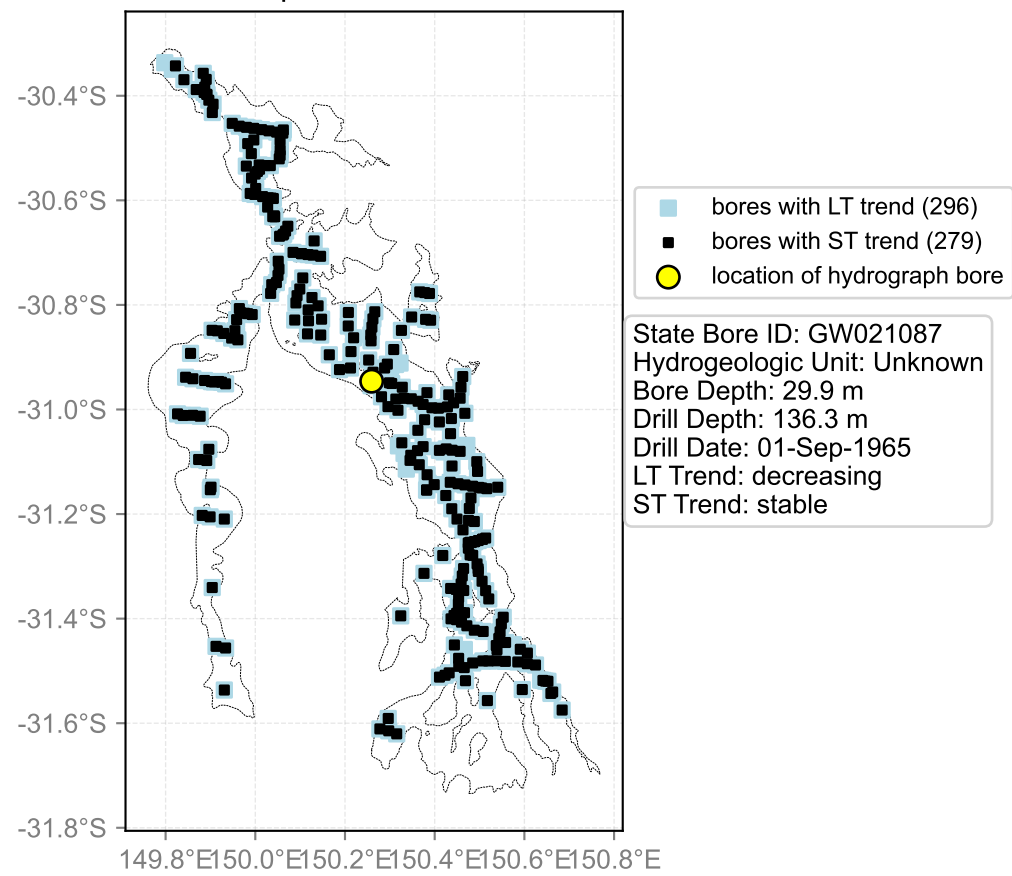 -30.4°S
-30.6°S
-30.8°S
-31.0°S
-31.2°S
-31.4°S
-31.6°S
-31.8°S
149.8°E150.0°E150.2°E150.4°E150.6°E150.8°E
bores with LT trend (296)
bores with ST trend (279)
location of hydrograph bore
State Bore ID: GW021087
Hydrogeologic Unit: Unknown
Bore Depth: 29.9 m
Drill Depth: 136.3 m
Drill Date: 01-Sep-1965
LT Trend: decreasing
ST Trend: stable